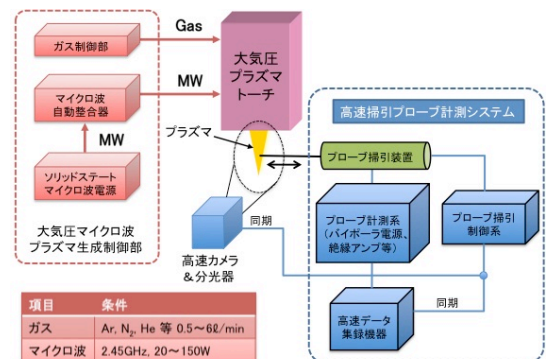 ガス制御部
Gas
大気圧
プラズマ
トーチ
マイクロ波
自動整合器
MW
MW
ソリッドステート
マイクロ波電源
大気圧マイクロ波
プラズマ生成制御部
プラズマ
高速掃引プローブ計測システム
プローブ掃引装置
同期
プローブ計測系
(バイポーラ電源、
絶縁アンプ等)
プローブ掃引
制御系
高速カメラ
&分光器
高速データ
集録機器
同期
項目 条件
ガス Ar, N₂, He 等 0.5~6ℓ/min
マイクロ波 2.45GHz, 20~150W